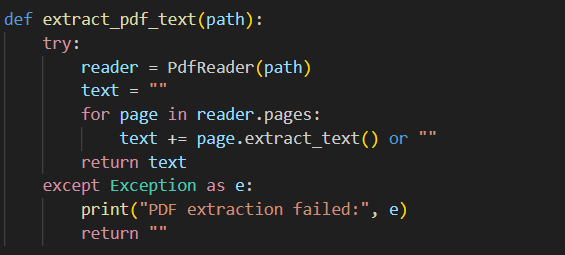 def extract_pdf_text(path):
    try:
        reader = PdfReader(path)
        text = ""
        for page in reader.pages:
            text += page.extract_text() or ""
        return text
    except Exception as e:
        print("PDF extraction failed:", e)
        return ""